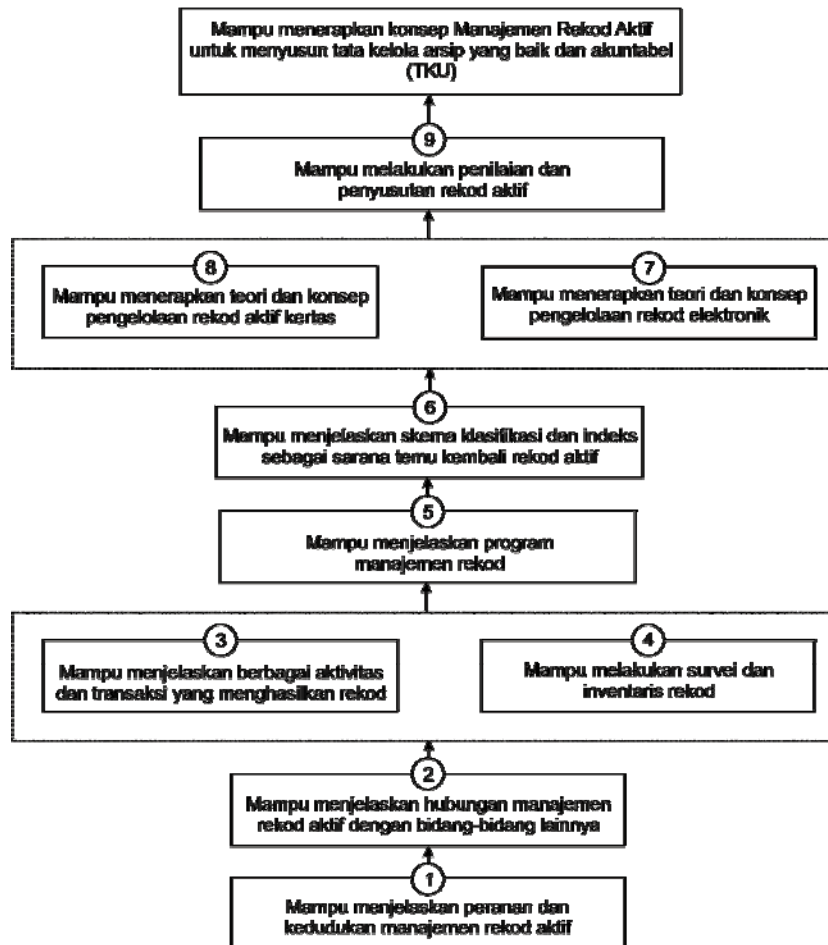 Mampu menerapkan konsep Manajemen Rekod Aktif
untuk menyusun tata kelola arsip yang baik dan akuntabel
(TKU)
9
Mampu melakukan penilaian dan
penyusutan rekod aktif
8
Mampu menerapkan teori dan konsep
pengelolaan rekod aktif kertas
7
Mampu menerapkan teori dan konsep
pengelolaan rekod elektronik
6
Mampu menjelaskan skema klasifikasi dan indeks
sebagai sarana temu kembali rekod aktif
5
Mampu menjelaskan program
manajemen rekod
3
Mampu menjelaskan berbagai aktivitas
dan transaksi yang menghasilkan rekod
4
Mampu melakukan survei dan
inventaris rekod
2
Mampu menjelaskan hubungan manajemen
rekod aktif dengan bidang-bidang lainnya
1
Mampu menjelaskan peranan dan
kedudukan manajemen rekod aktif